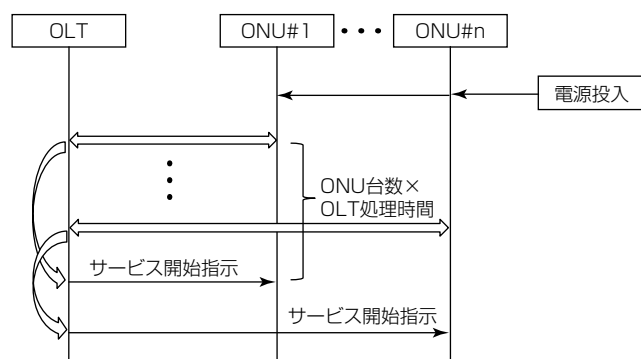 OLT
ONU#1
・・・
ONU#n
電源投入
ONU台数×
OLT処理時間
サービス開始指示
サービス開始指示